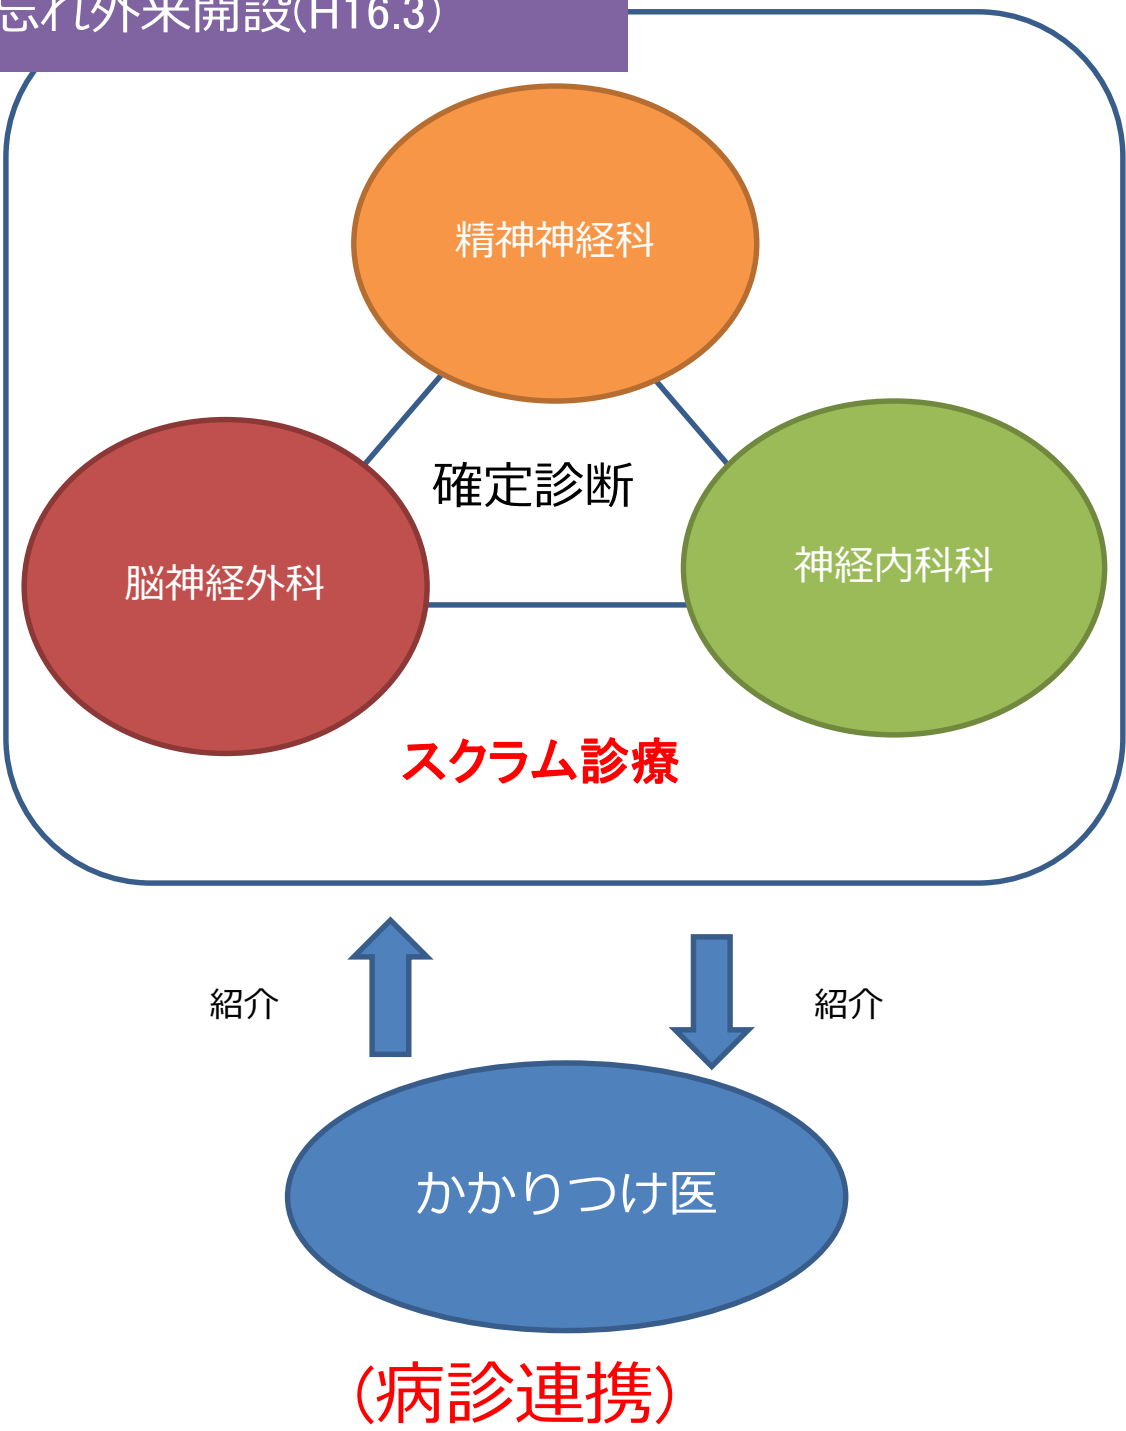 忘れ外来開設(H16.3)
精神神経科
確定診断
脳神経外科
神経内科科
スクラム診療
紹介
紹介
かかりつけ医
(病診連携)